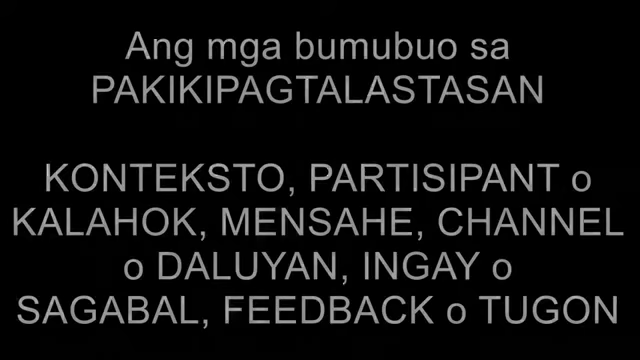 Ang mga bumubuo sa
PAKIKIPAGTALASTASAN
KONTEKSTO, PARTISIPANT o
KALAHOK, MENSAHE, CHANNEL
o DALUYAN, INGAY o
SAGABAL, FEEDBACK o TUGON